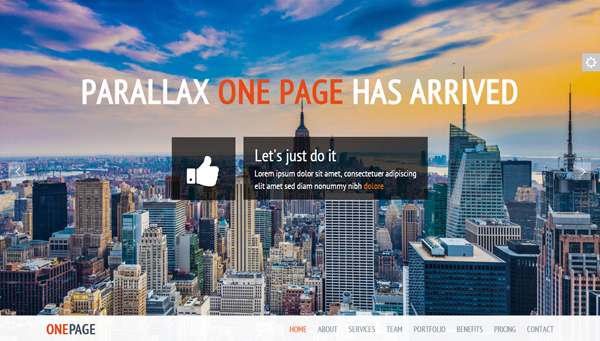 PARALLAX ONE PAGE HAS ARRIVED
Let's just do it
Lorem ipsum dolor sit amet, consectetuer adipiscing
elit amet sed diam nonummy nibh dolore
ONEPAGE
HOME ABOUT SERVICES TEAM PORTFOLIO BENEFITS PRICING CONTACT